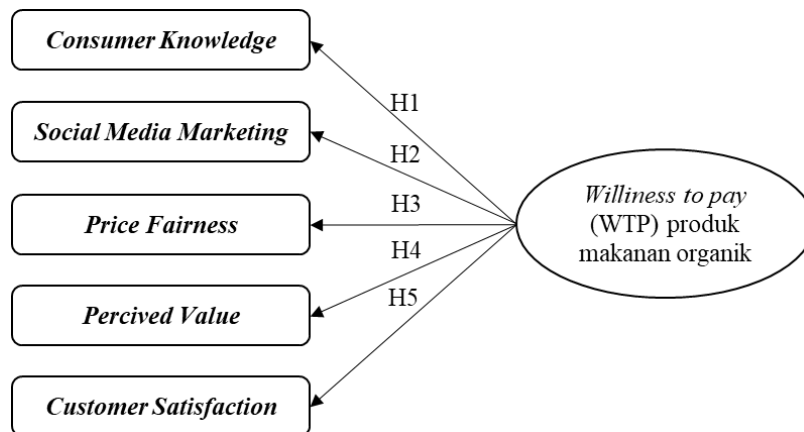 Consumer Knowledge
H1
Social Media Marketing
H2
Price Fairness
H3
H4
Percived Value
H5
Customer Satisfaction
Williness to pay
(WTP) produk
makanan organik